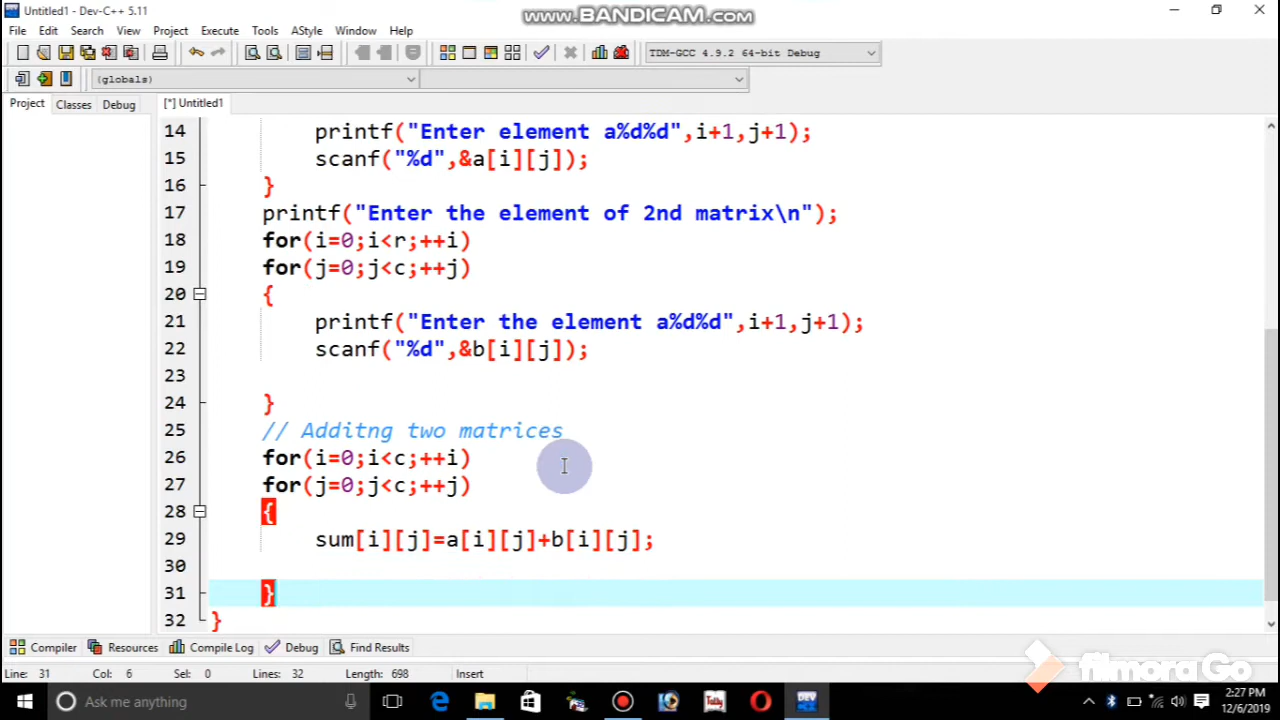 Untitled1 - Dev-C++ 5.11
www.BANDICAM.com
File Edit Search View Project Execute Tools AStyle Window Help
TDM-GCC 4.9.2 64-bit Debug
(globals)
Project Classes Debug [*] Untitled1
14 printf("Enter element a%d%d",i+1,j+1);
15 scanf("%d",&a[i][j]);
16 }
17 printf("Enter the element of 2nd matrix\n");
18 for(i=0;i<r;++i)
19 for(j=0;j<c;++j)
20 {
21 printf("Enter the element a%d%d",i+1,j+1);
22 scanf("%d",&b[i][j]);
23
24 }
25 // Additng two matrices
26 for(i=0;i<c;++i)
27 for(j=0;j<c;++j)
28 {
29 sum[i][j]=a[i][j]+b[i][j];
30
31 }
32 }
Compiler Resources Compile Log Debug Find Results
Line: 31 Col: 6 Sel: 0 Lines: 32 Length: 698 Insert
filmora Go
Ask me anything
DEV
2:27 PM
12/6/2019